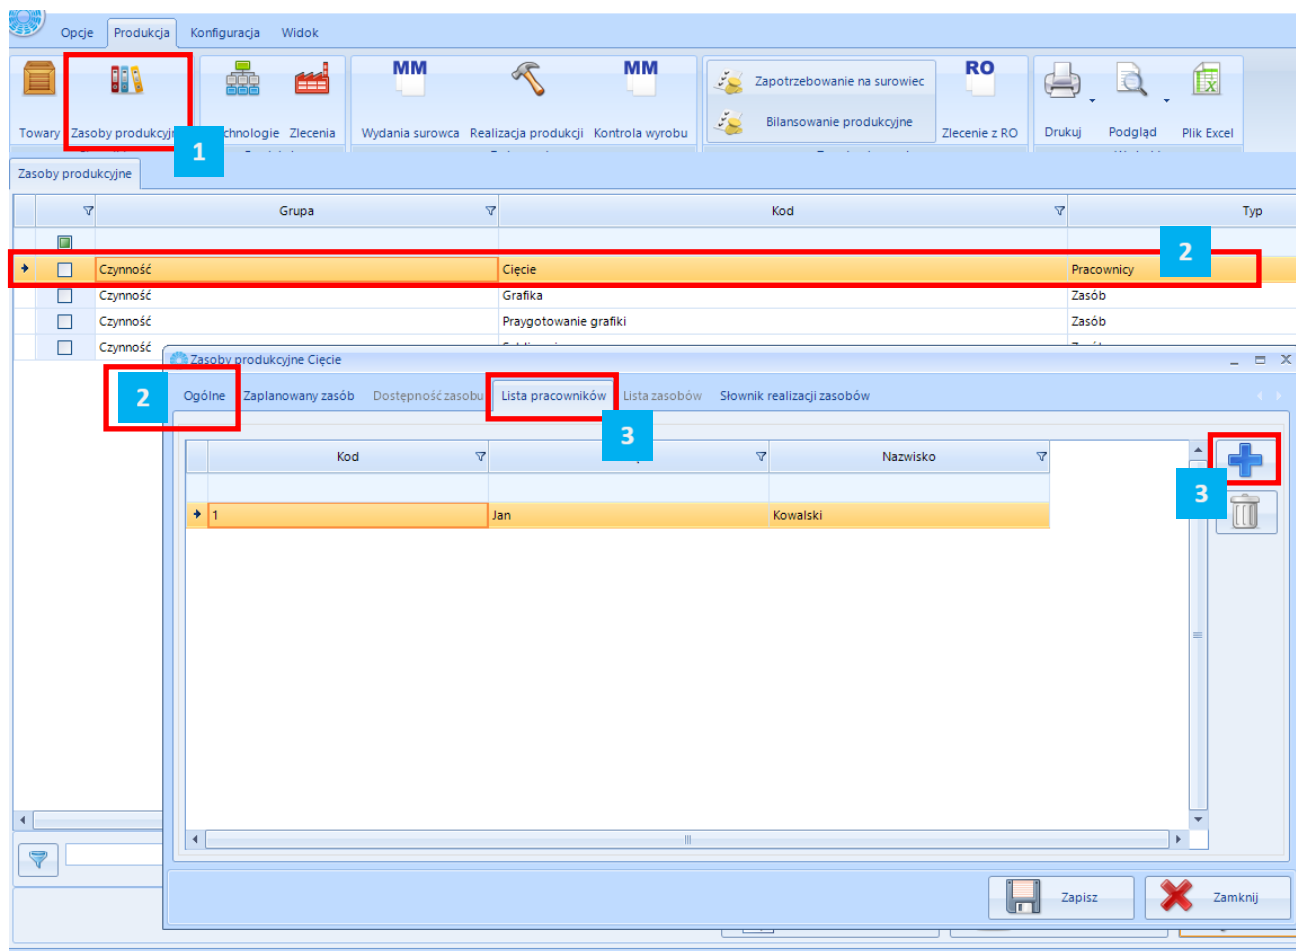 Opcje Produkcja Konfiguracja Widok
MM MM RO
Zapotrzebowanie na surowiec
Bilansowanie produkcyjne
Towary Zasoby produkcyj Zlecenia Wydania surowca Realizacja produkcji Kontrola wyrobu Zlecenie z RO Drukuj Podgląd Plik Excel
1
Zasoby produkcyjne
Grupa Kod Typ
2
Czynność Cięcie Pracownicy
Czynność Grafika Zasób
Czynność Praygotowanie grafiki Zasób
Czynność
Zasoby produkcyjne Cięcie
2
Ogólne Zaplanowany zasób Dostępność zasobu Lista pracowników Lista zasobów Słownik realizacji zasobów
3
Kod Nazwisko
3
1 Jan Kowalski
Zapisz Zamknij